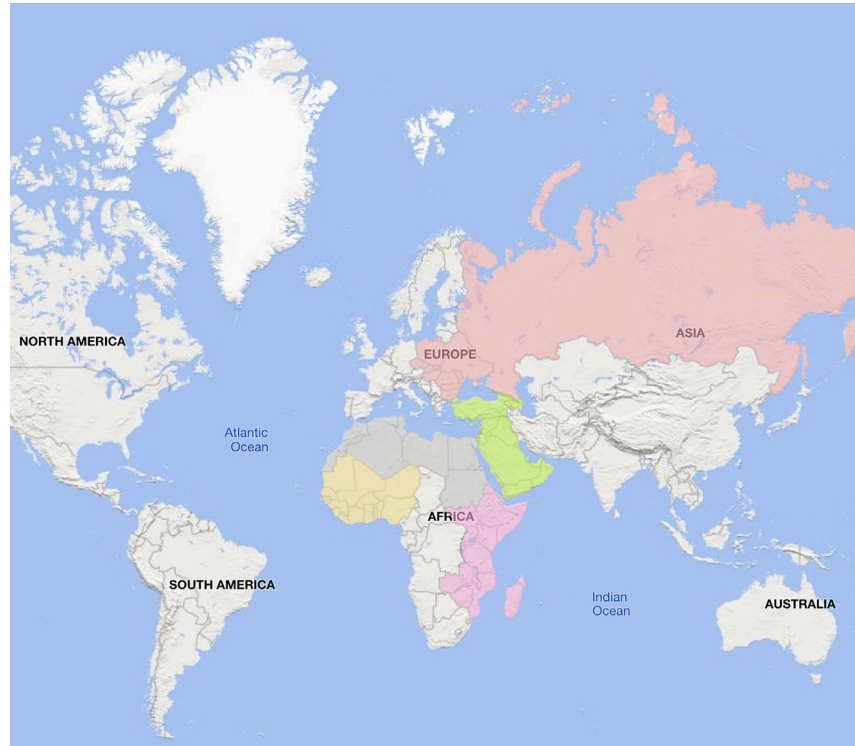 ASIA
NORTH AMERICA
EUROPE
Atlantic
Ocean
AFRICA
SOUTH AMERICA
Indian
Ocean
AUSTRALIA